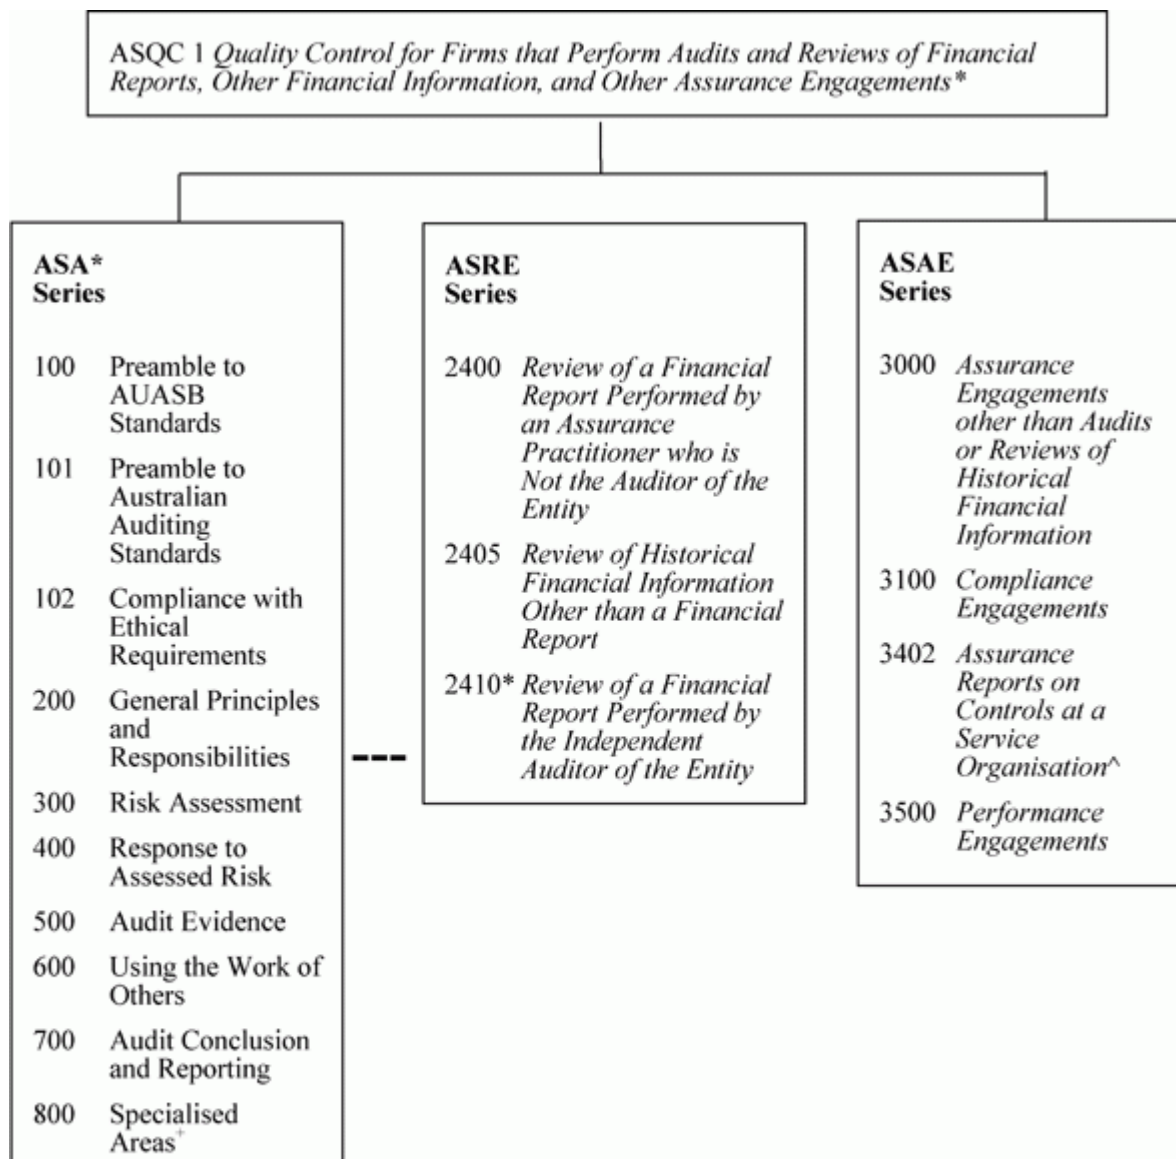 ASQC 1 Quality Control for Firms that Perform Audits and Reviews of Financial
Reports, Other Financial Information, and Other Assurance Engagements*
ASA*
Series
100 Preamble to
AUASB
Standards
101 Preamble to
Australian
Auditing
Standards
102 Compliance with
Ethical
Requirements
200 General Principles
and
Responsibilities
300 Risk Assessment
400 Response to
Assessed Risk
500 Audit Evidence
600 Using the Work of
Others
700 Audit Conclusion
and Reporting
800 Specialised
Areas+
ASRE
Series
2400 Review of a Financial
Report Performed by
an Assurance
Practitioner who is
Not the Auditor of the
Entity
2405 Review of Historical
Financial Information
Other than a Financial
Report
2410* Review of a Financial
Report Performed by
the Independent
Auditor of the Entity
ASAE
Series
3000 Assurance
Engagements
other than Audits
or Reviews of
Historical
Financial
Information
3100 Compliance
Engagements
3402 Assurance
Reports on
Controls at a
Service
Organisation^
3500 Performance
Engagements